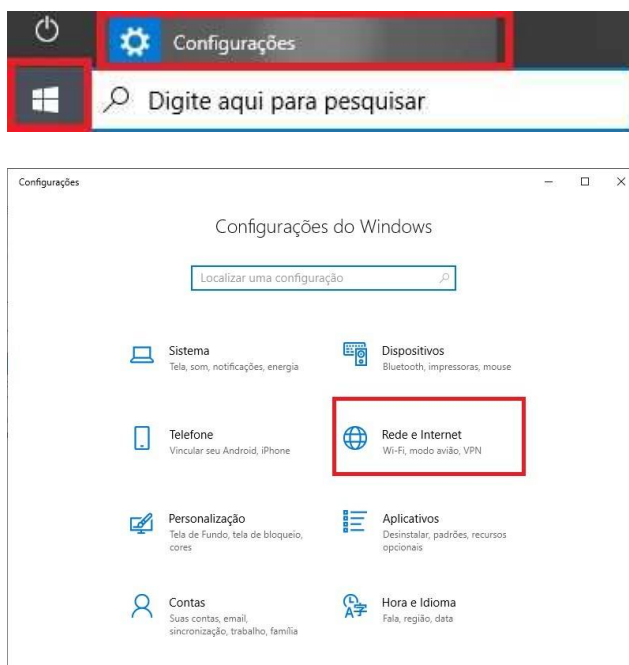 Configurações
Digite aqui para pesquisar
Configurações
Configurações do Windows
Localizar uma configuração
Sistema
Tela, som, notificações, energia
Dispositivos
Bluetooth, impressoras, mouse
Telefone
Vincular seu Android, iPhone
Rede e Internet
Wi-Fi, modo avião, VPN
Personalização
Tela de Fundo, tela de bloqueio,
cores
Aplicativos
Desinstalar, padrões, recursos
opcionais
Contas
Suas contas, email,
sincronização, trabalho, família
Hora e Idioma
Fala, região, data